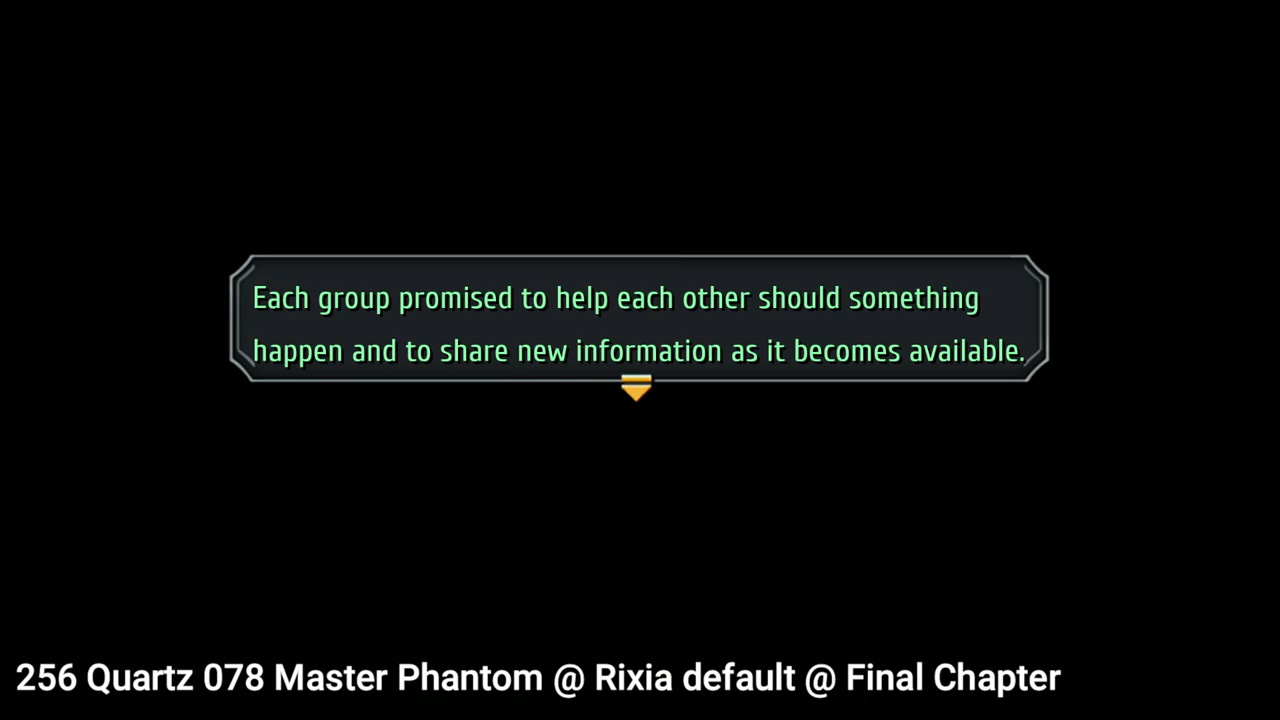 Each group promised to help each other should something
happen and to share new information as it becomes available.
256 Quartz 078 Master Phantom @ Rixia default @ Final Chapter